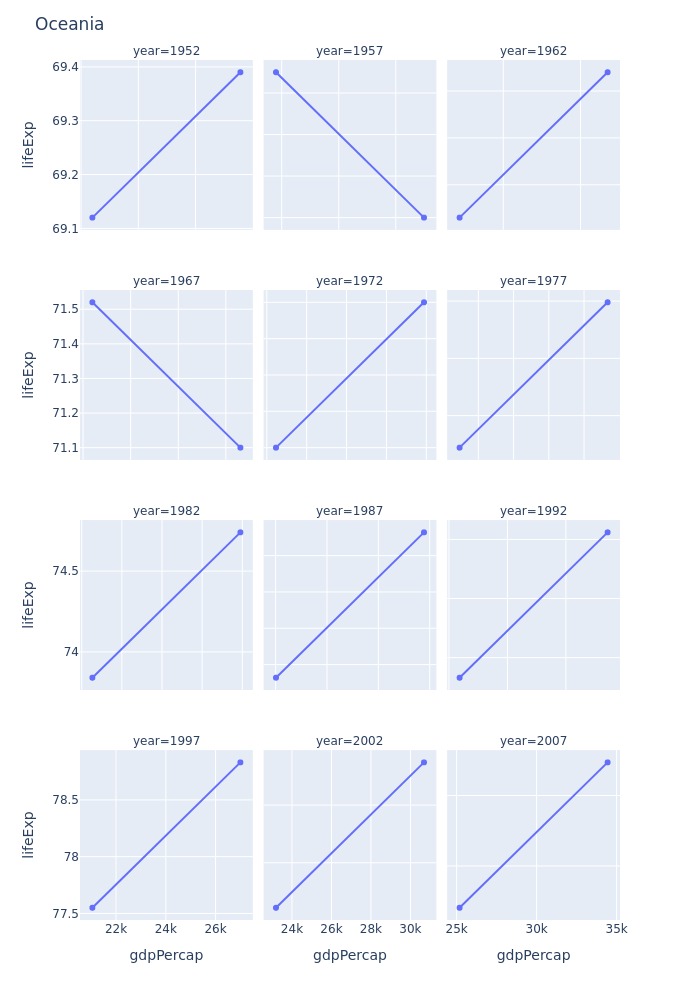 Oceania
year=1952 year=1957 year=1962
69.4
69.3
69.2
69.1
lifeExp
year=1967 year=1972 year=1977
71.5
71.4
71.3
71.2
71.1
lifeExp
year=1982 year=1987 year=1992
74.5
74
lifeExp
year=1997 year=2002 year=2007
78.5
78
77.5
lifeExp
22k 24k 26k 24k 26k 28k 30k 25k 30k 35k
gdpPercap gdpPercap gdpPercap